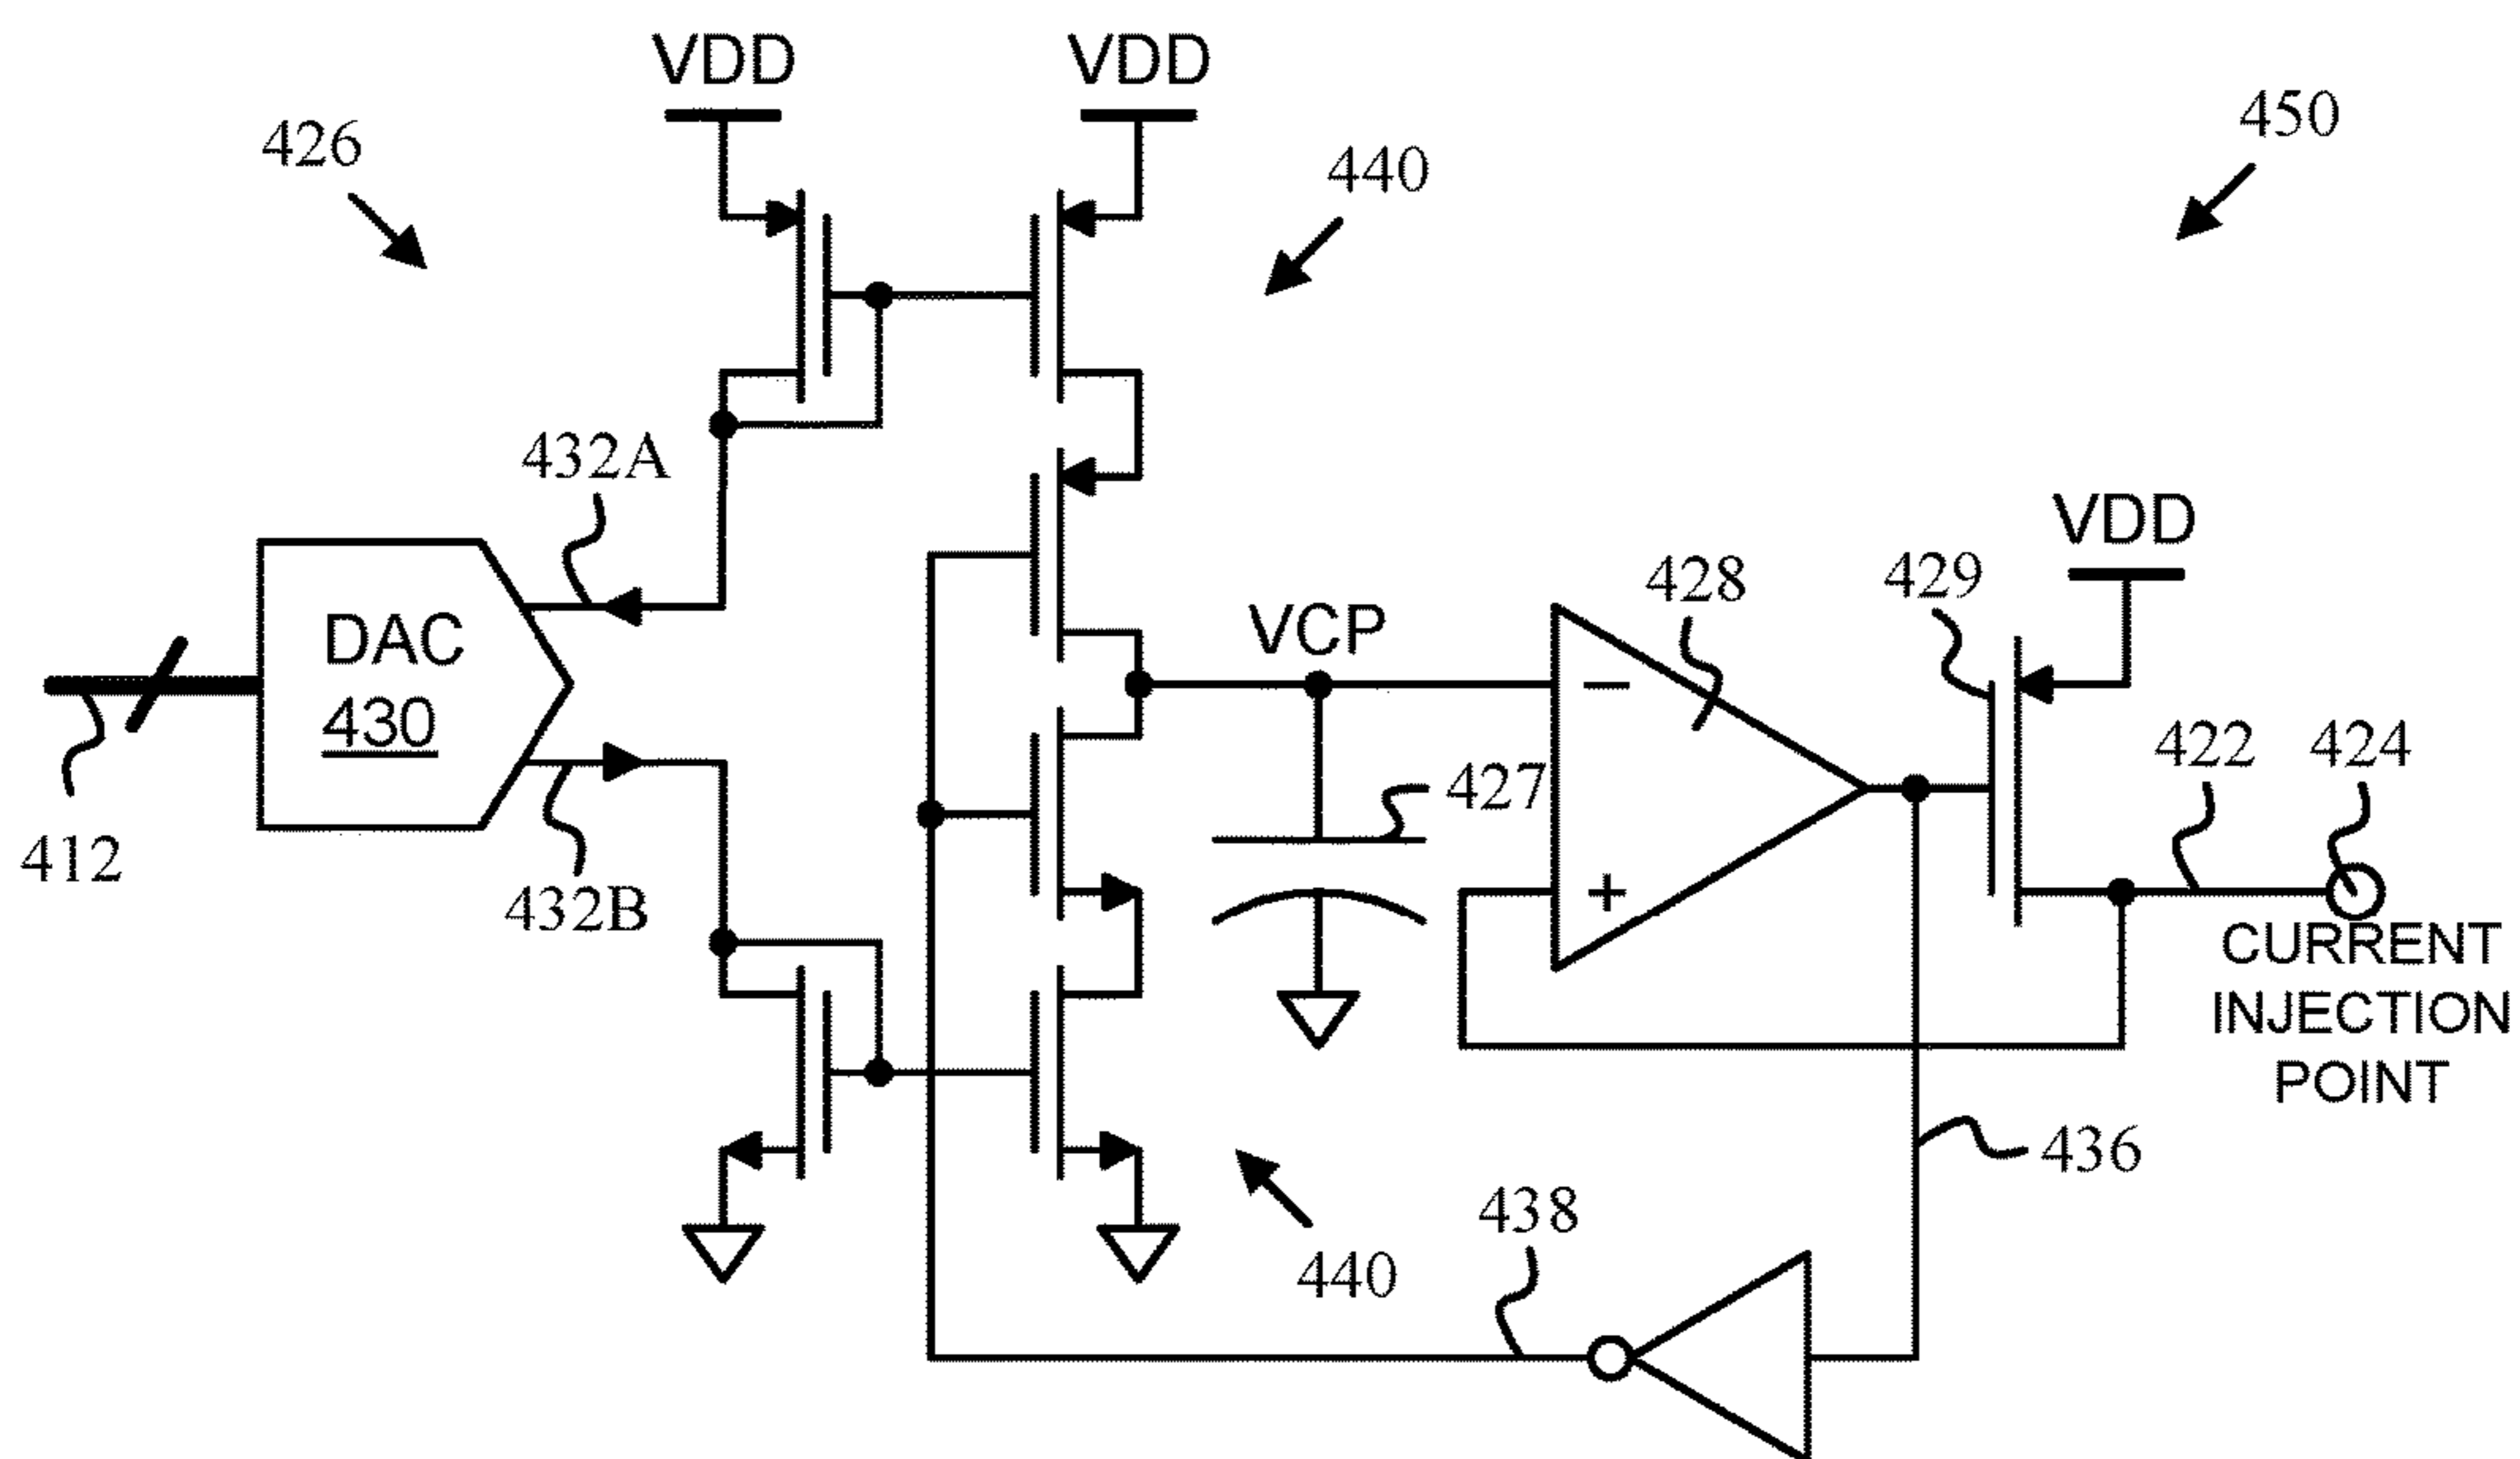 VDD
VDD
426
440
450
432A
VDD
429
428
VCP
DAC
430
422
424
427
412
432B
−
+
CURRENT
INJECTION
POINT
436
438
440